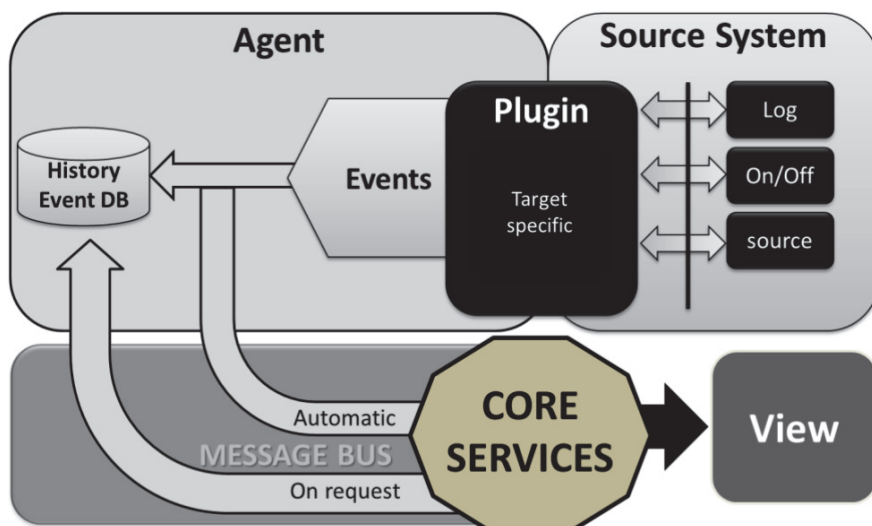 Agent
Source System
Plugin
Target
specific
Events
History
Event DB
Log
On/Off
source
Automatic
MESSAGE BUS
On request
CORE
SERVICES
View